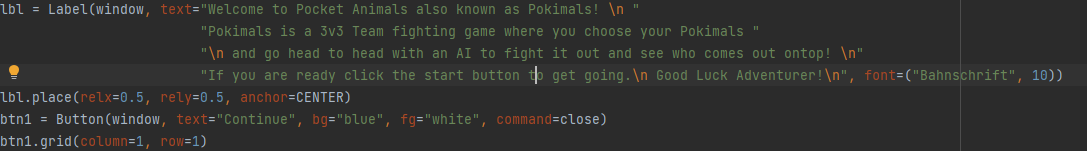 lbl = Label(window, text="Welcome to Pocket Animals also known as Pokimals! \n "
"Pokimals is a 3v3 Team fighting game where you choose your Pokimals "
"\n and go head to head with an AI to fight it out and see who comes out ontop! \n"
"If you are ready click the start button to get going.\n Good Luck Adventurer!\n", font=("Bahnschrift", 10))
lbl.place(relx=0.5, rely=0.5, anchor=CENTER)
btn1 = Button(window, text="Continue", bg="blue", fg="white", command=close)
btn1.grid(column=1, row=1)